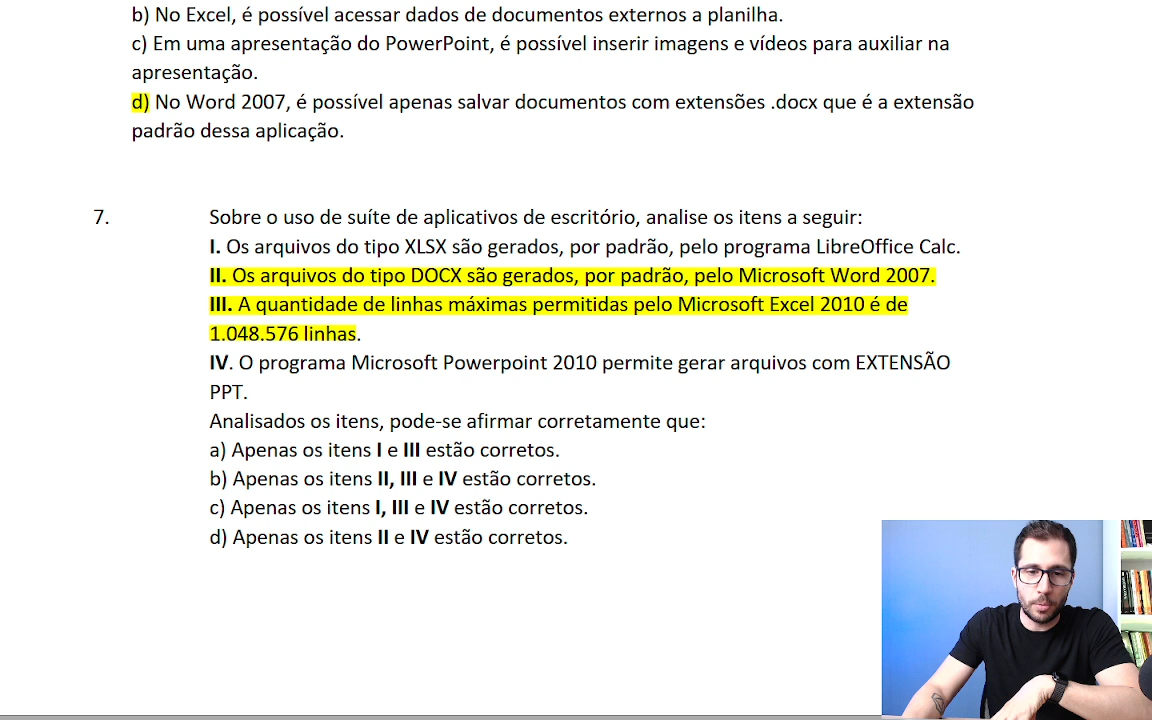 b) No Excel, é possível acessar dados de documentos externos a planilha.
c) Em uma apresentação do PowerPoint, é possível inserir imagens e vídeos para auxiliar na
apresentação.
d) No Word 2007, é possível apenas salvar documentos com extensões .docx que é a extensão
padrão dessa aplicação.
7. Sobre o uso de suíte de aplicativos de escritório, analise os itens a seguir:
I. Os arquivos do tipo XLSX são gerados, por padrão, pelo programa LibreOffice Calc.
II. Os arquivos do tipo DOCX são gerados, por padrão, pelo Microsoft Word 2007.
III. A quantidade de linhas máximas permitidas pelo Microsoft Excel 2010 é de
1.048.576 linhas.
IV. O programa Microsoft Powerpoint 2010 permite gerar arquivos com EXTENSÃO
PPT.
Analisados os itens, pode-se afirmar corretamente que:
a) Apenas os itens I e III estão corretos.
b) Apenas os itens II, III e IV estão corretos.
c) Apenas os itens I, III e IV estão corretos.
d) Apenas os itens II e IV estão corretos.